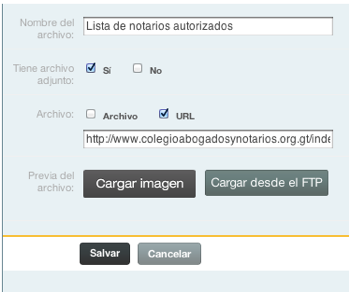 Nombre del archivo: Lista de notarios autorizados
Tiene archivo adjunto: Sí No
Archivo: Archivo URL
http://www.colegioabogadosynotarios.org.gt/inde
Previa del archivo: Cargar imagen Cargar desde el FTP
Salvar Cancelar